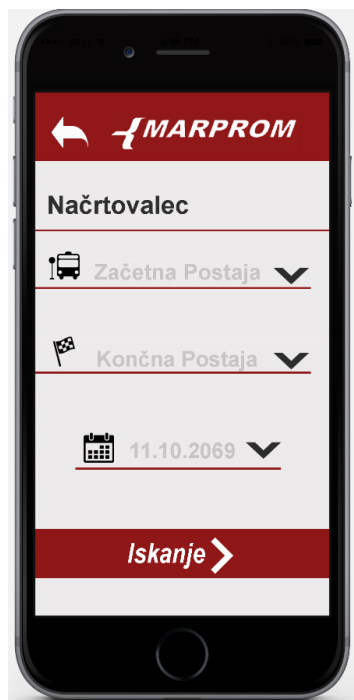 MARPROM
Načrtovalec
Začetna Postaja
Končna Postaja
11.10.2069
Iskanje